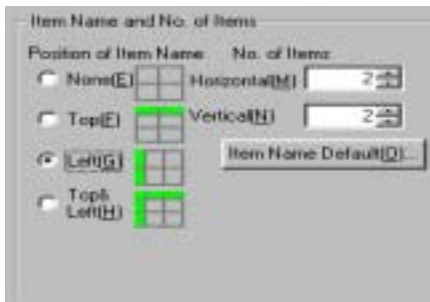 Item Name and No. of Items
Position of Item Name No. of Items
None(E) Horizontal(M) 2
Top(F) Vertical(N) 2
Left(G) Item Name Default(O)...
Top&
Left(H)